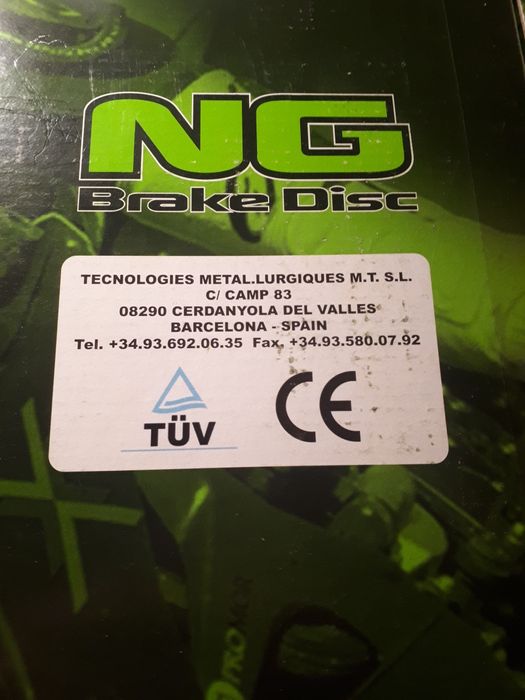 NG
Brake Disc
TECNOLOGIES METAL.LURGIQUES M.T. S.L.
C/ CAMP 83
08290 CERDANYOLA DEL VALLES
BARCELONA - SPAIN
Tel. +34.93.692.06.35 Fax. +34.93.580.07.92
TÜV
CE